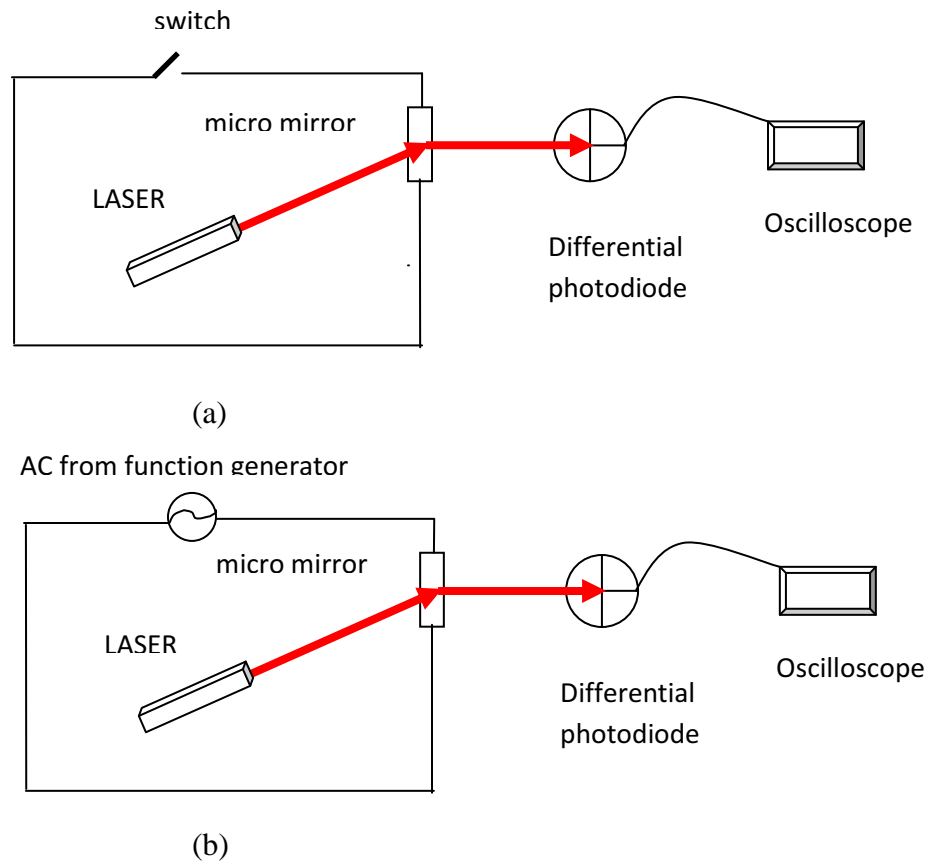 switch
micro mirror
LASER
Oscilloscope
Differential
photodiode
(a)
AC from function generator
micro mirror
LASER
Oscilloscope
Differential
photodiode
(b)